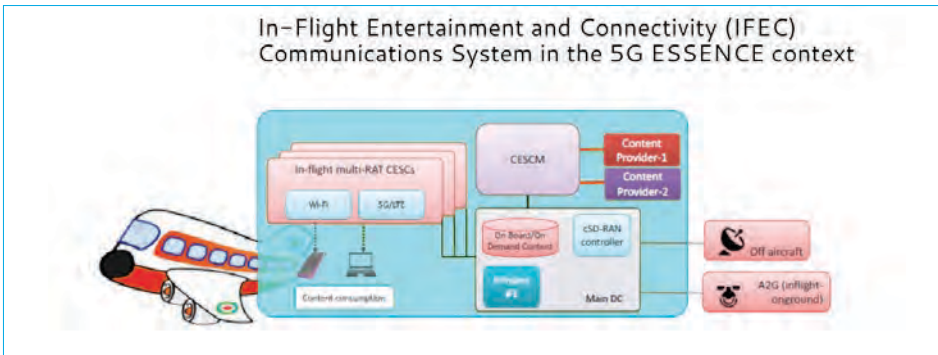 In-Flight Entertainment and Connectivity (IFEC)
Communications System in the 5G ESSENCE context
CESCM
Content
Provider-1
Content
Provider-2
In-flight multi-RAT CESCs
Wi-Fi
5G/LTE
On Board/On
Demand Content
cSD-RAN
controller
#1
Main DC
Content consumption
Off aircraft
A2G (inflight-
onground)